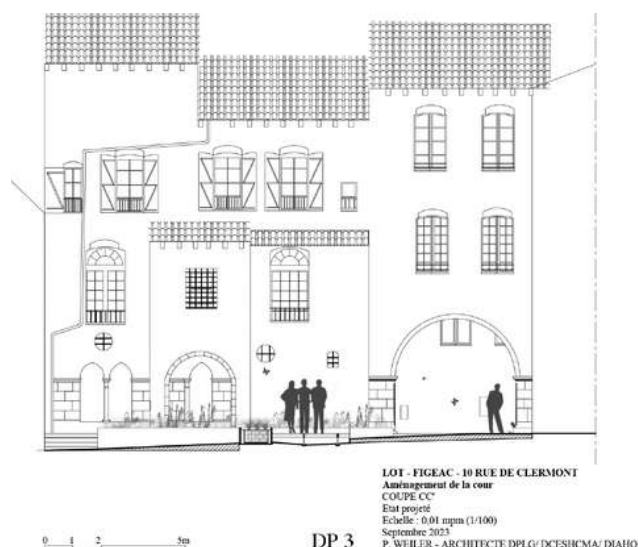 LOT - FIGEAC - 10 RUE DE CLERMONT
Aménagement de la cour
COUPE CC'
Etat projeté
Echelle : 0,01 mpm (1/100)
Septembre 2023
P. WEILER - ARCHITECTE DPLG/ DCESHCMA/ DIAHO
0 1 2 5m
DP 3